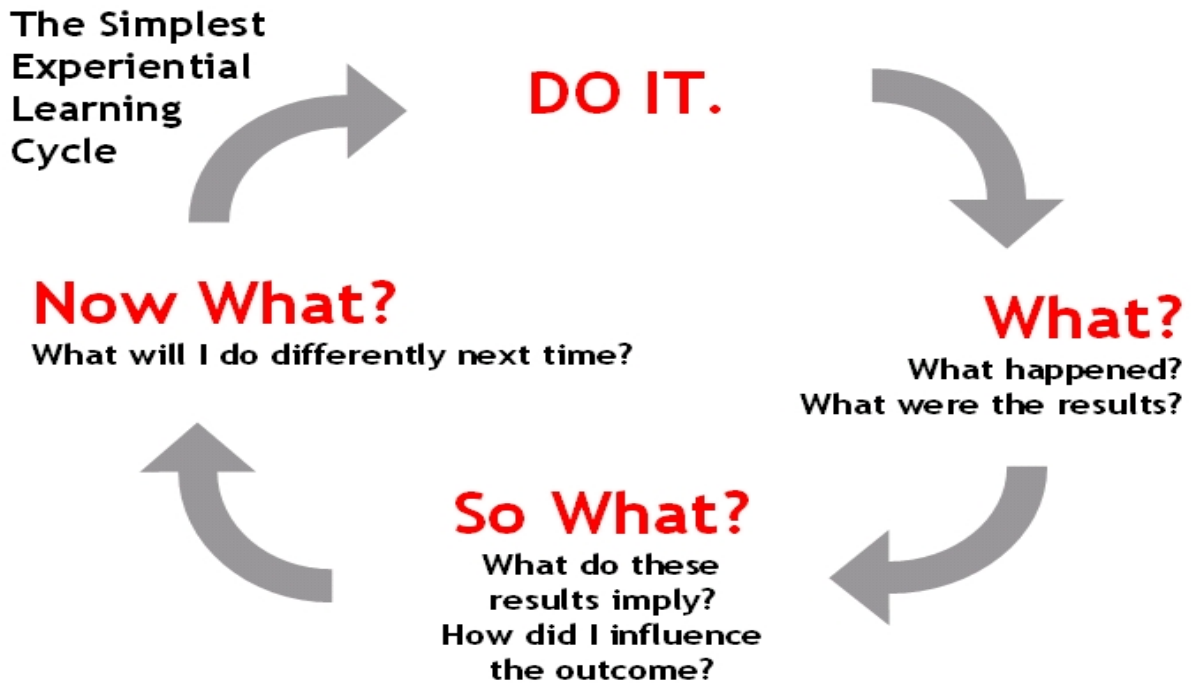 The Simplest
Experiential
Learning
Cycle
DO IT.
What?
What happened?
What were the results?
So What?
What do these
results imply?
How did I influence
the outcome?
Now What?
What will I do differently next time?